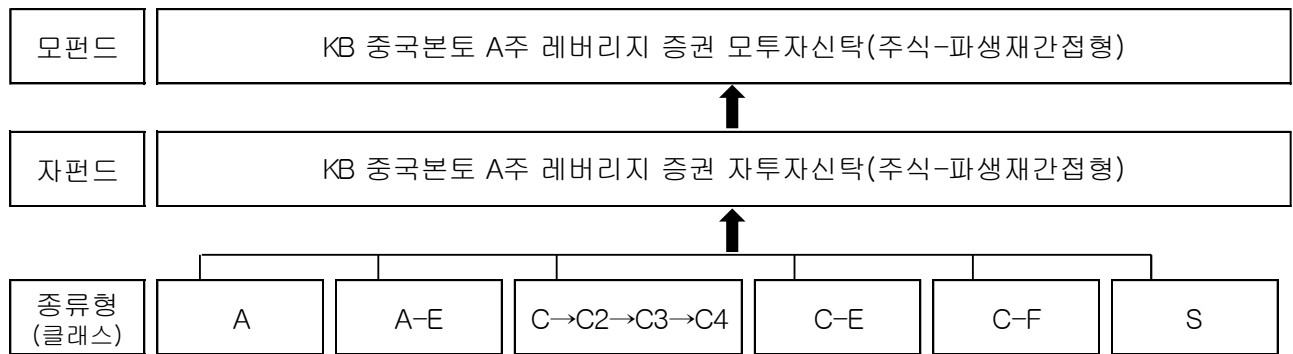 모펀드
KB 중국본토 A주 레버리지 증권 모투자신탁(주식-파생재간접형)
자펀드
KB 중국본토 A주 레버리지 증권 자투자신탁(주식-파생재간접형)
종류형
(클래스)
A
A-E
C→C2→C3→C4
C-E
C-F
S